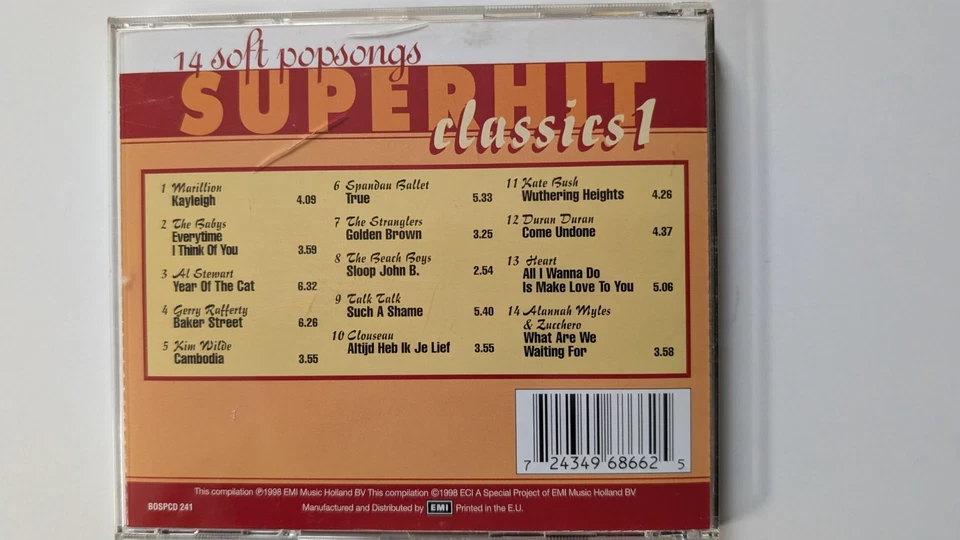 14 soft popsongs
SUPERHIT
classics 1
1 Marillion
Kayleigh 4.09
2 The Babys
Everytime
I Think Of You 3.59
3 Al Stewart
Year Of The Cat 6.32
4 Gerry Rafferty
Baker Street 6.26
5 Kim Wilde
Cambodia 3.55
6 Spandau Ballet
True 5.33
7 The Stranglers
Golden Brown 3.25
8 The Beach Boys
Sloop John B. 2.54
9 Talk Talk
Such A Shame 5.40
10 Clouseau
Altijd Heb Ik Je Lief 3.55
11 Kate Bush
Wuthering Heights 4.26
12 Duran Duran
Come Undone 4.37
13 Heart
All I Wanna Do
Is Make Love To You 5.06
14 Alannah Myles
& Zucchero
What Are We
Waiting For 3.58
7 24349 68662 5
This compilation ℗1998 EMI Music Holland BV This compilation ©1998 ECI A Special Project of EMI Music Holland BV
BOSPCD 241
Manufactured and Distributed by EMI Printed in the E.U.